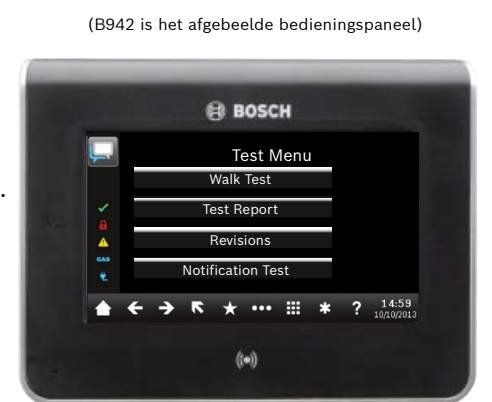 (B942 is het afgebeelde bedieningspaneel)
BOSCH
Test Menu
Walk Test
Test Report
Revisions
GAS
Notification Test
?
14:59
10/10/2013